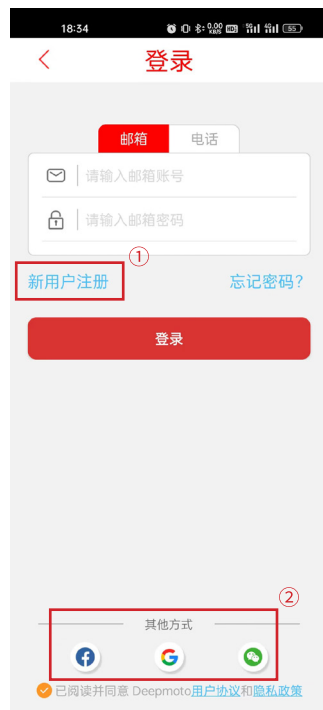 18:34 0.00 KB/S HD 5G 4G 55
登录
邮箱 电话
请输入邮箱账号
请输入邮箱密码
①
新用户注册 忘记密码?
登录
②
其他方式
已阅读并同意 Deepmoto用户协议和隐私政策